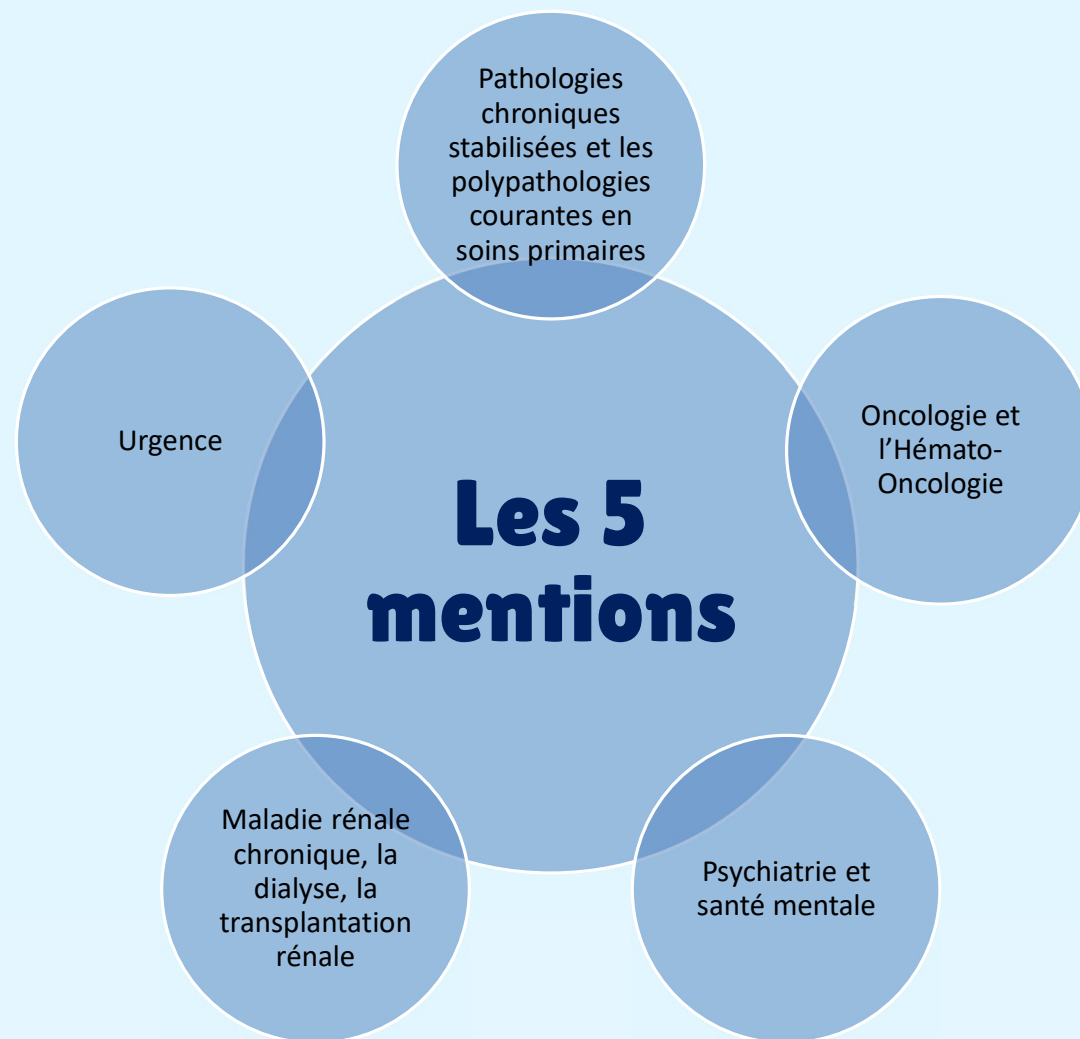 Pathologies
chroniques
stabilisées et les
polypathologies
courantes en
soins primaires
Urgence
Oncologie et
l’Hémato-
Oncologie
Les 5
mentions
Maladie rénale
chronique, la
dialyse, la
transplantation
rénale
Psychiatrie et
santé mentale